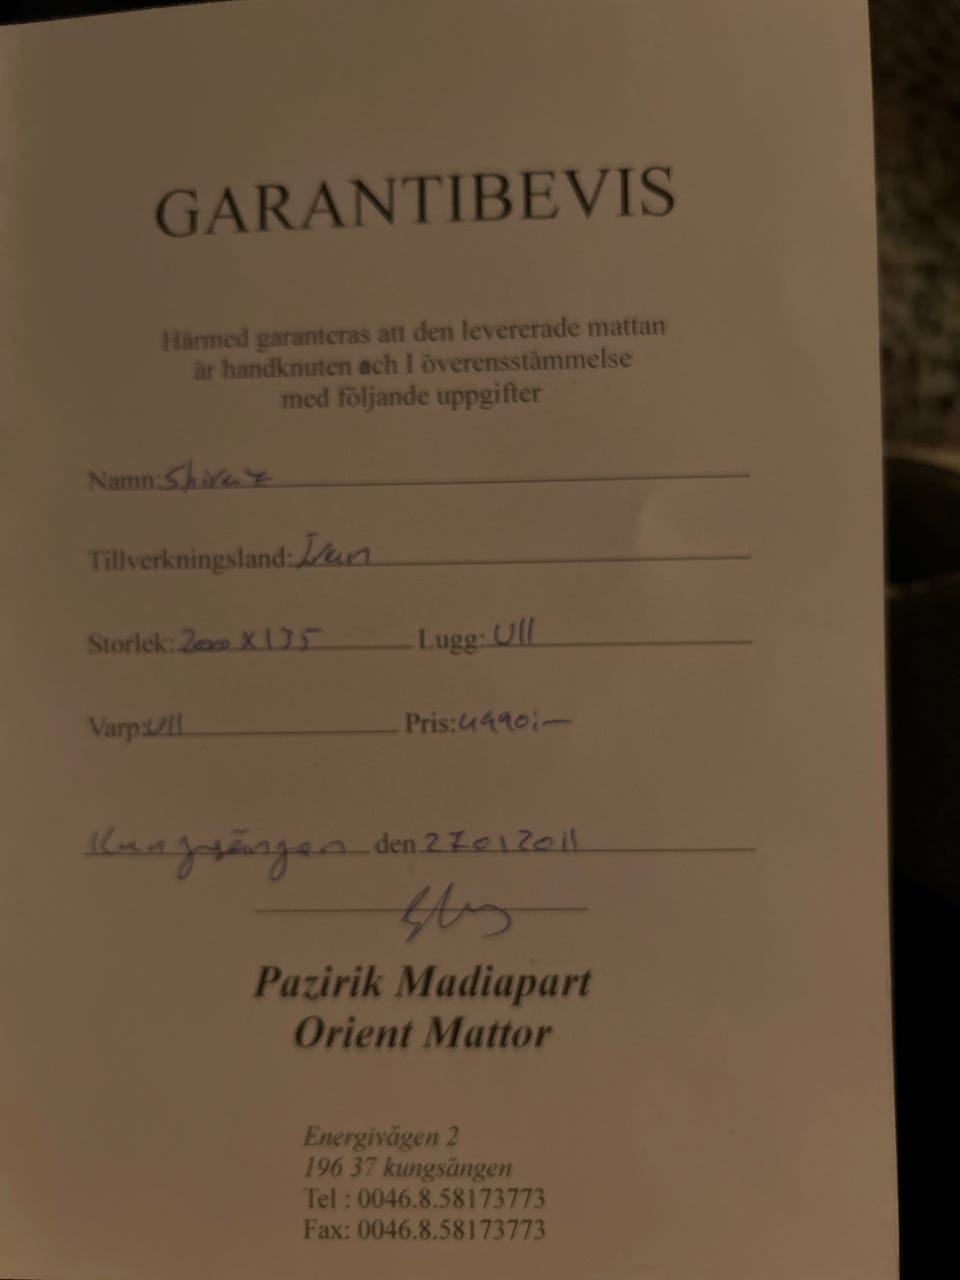 GARANTIBEVIS
Härmed garanteras att den levererade mattan
är handknuten och I överensstämmelse
med följande uppgifter
Namn: Shiraz
Tillverkningsland: Iran
Storlek: 200 X 135 Lugg: Ull
Varp: Ull Pris: 4990:—
Kungsängen den 27012011
Pazirik Madiapart
Orient Mattor
Energivägen 2
196 37 kungsängen
Tel : 0046.8.58173773
Fax: 0046.8.58173773